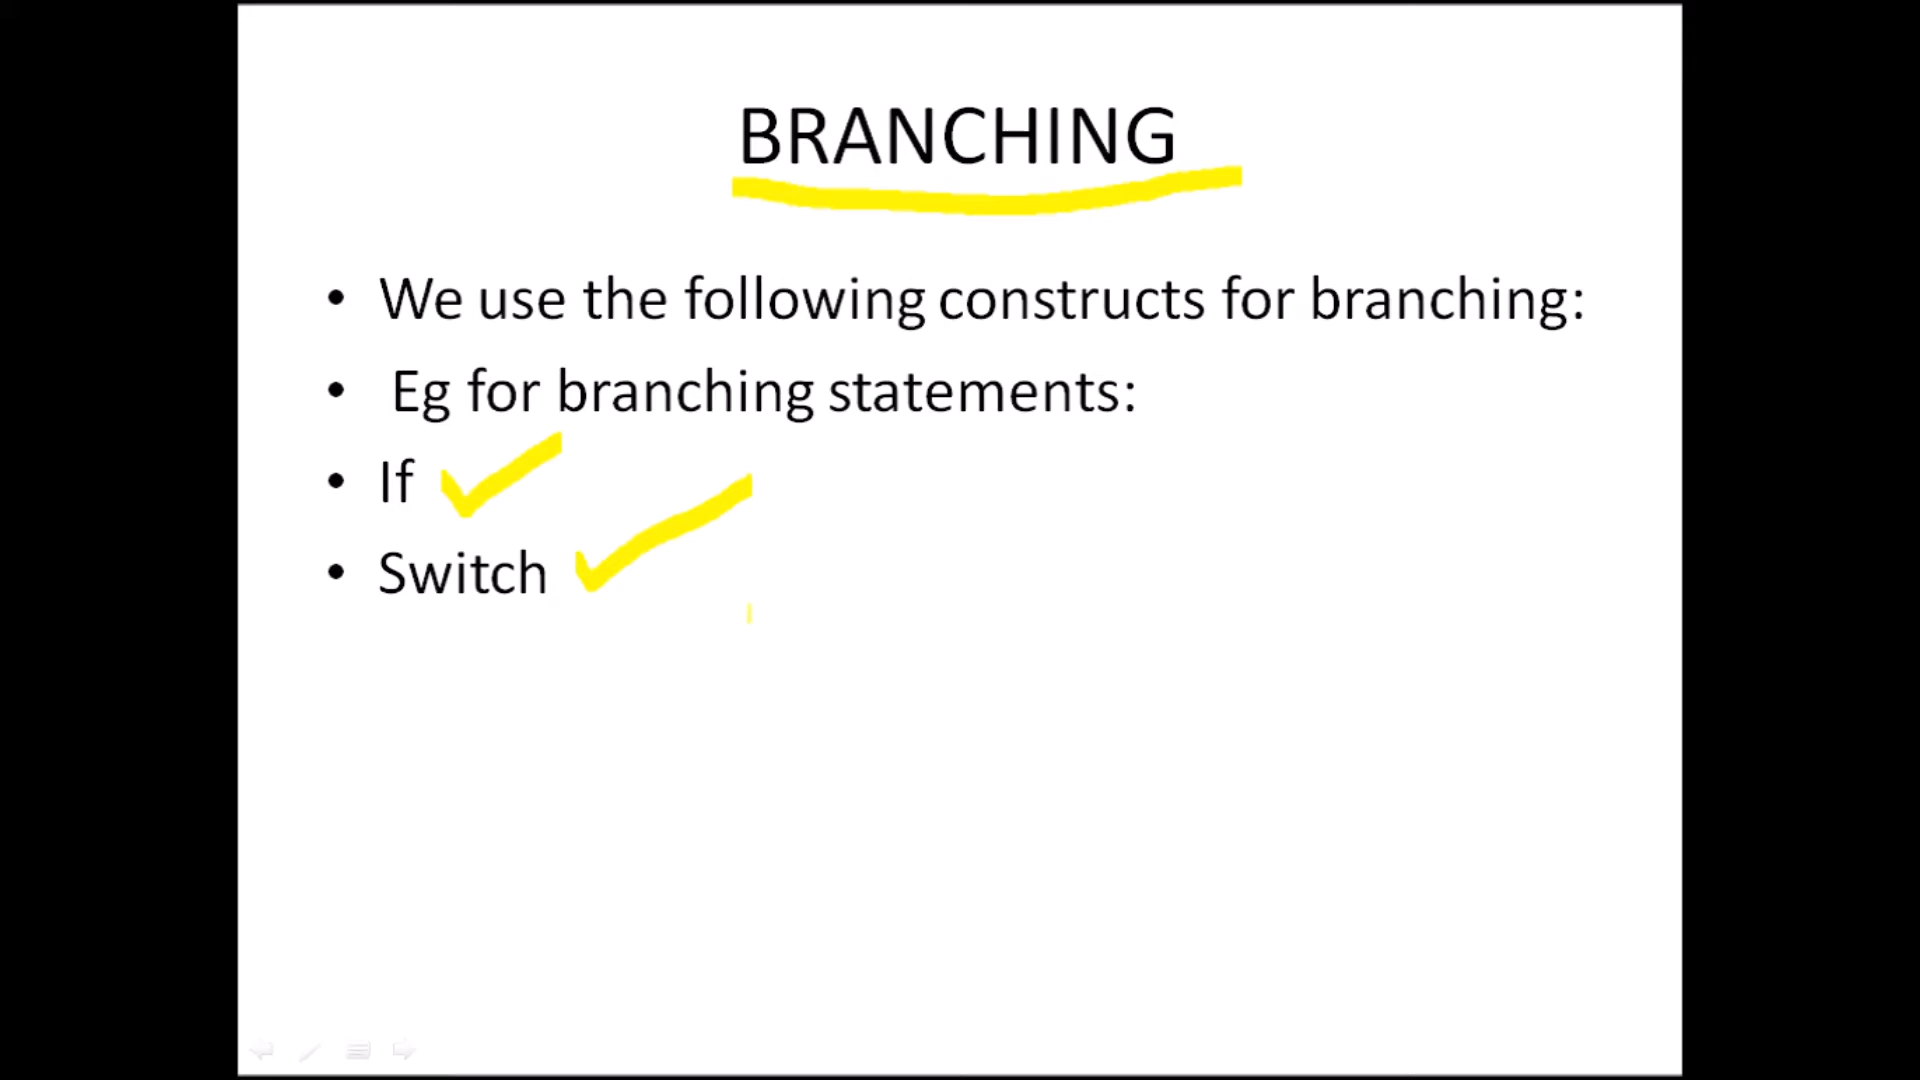 BRANCHING
• We use the following constructs for branching:
• Eg for branching statements:
• If
• Switch